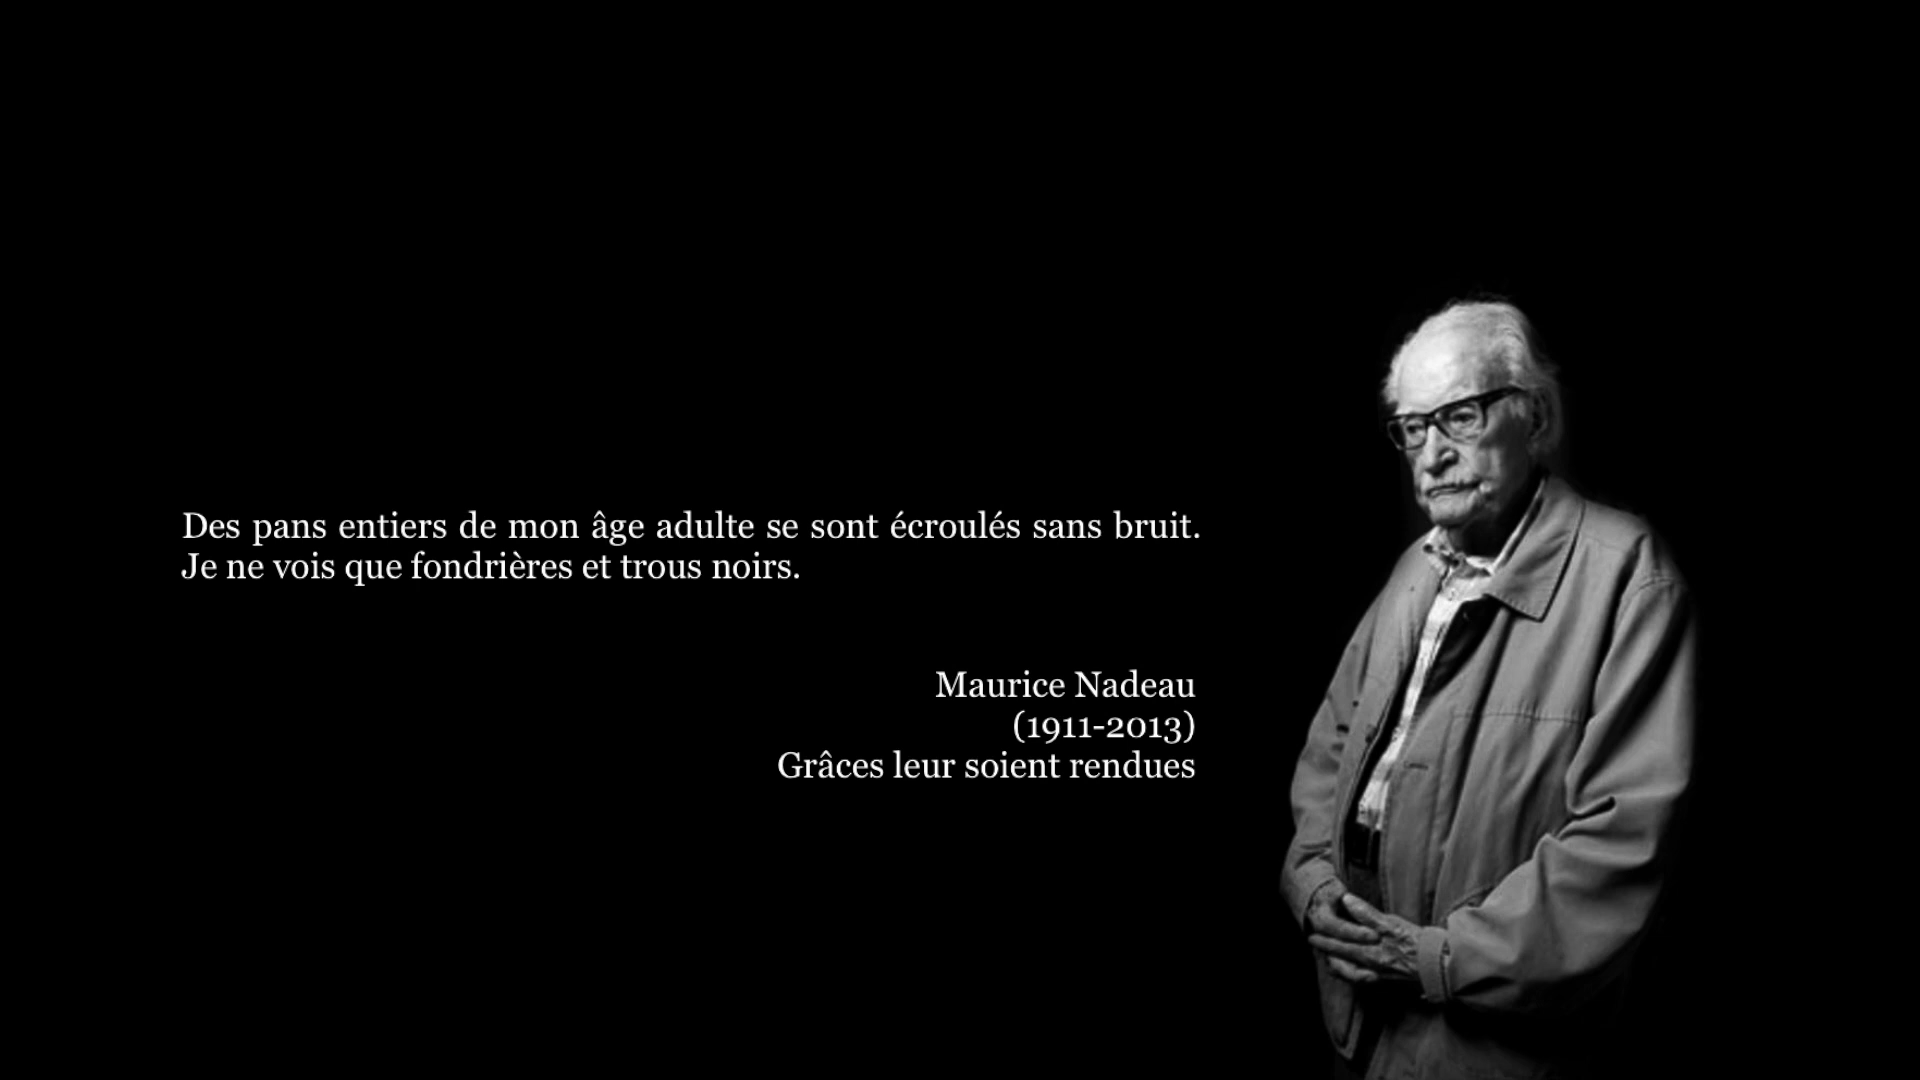 Des pans entiers de mon âge adulte se sont écroulés sans bruit.
Je ne vois que fondrières et trous noirs.
Maurice Nadeau
(1911-2013)
Grâces leur soient rendues